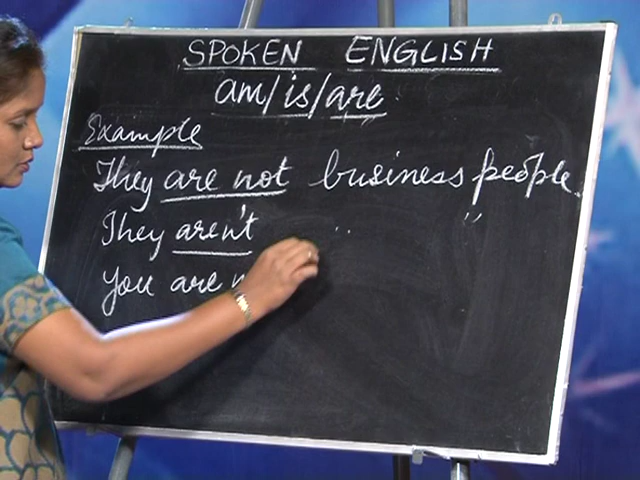 SPOKEN ENGLISH
am/is/are
Example
They are not business people.
They aren't " "
You are